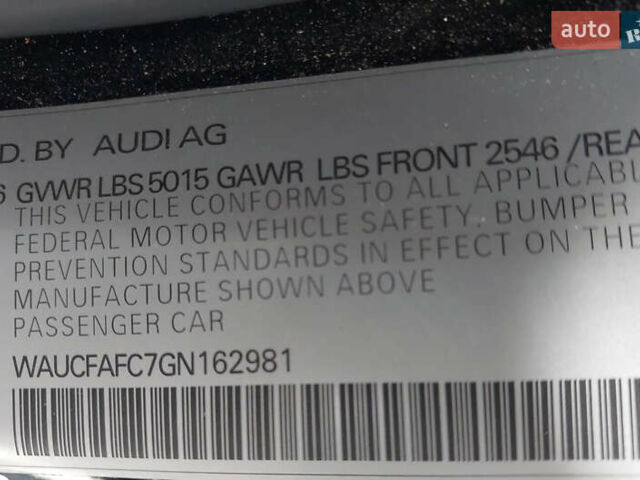 auto
D. BY AUDI AG
6 GVWR LBS 5015 GAWR LBS FRONT 2546 /REA
THIS VEHICLE CONFORMS TO ALL APPLICABL
FEDERAL MOTOR VEHICLE SAFETY, BUMPER
PREVENTION STANDARDS IN EFFECT ON THE
MANUFACTURE SHOWN ABOVE
PASSENGER CAR
WAUCFAFC7GN162981